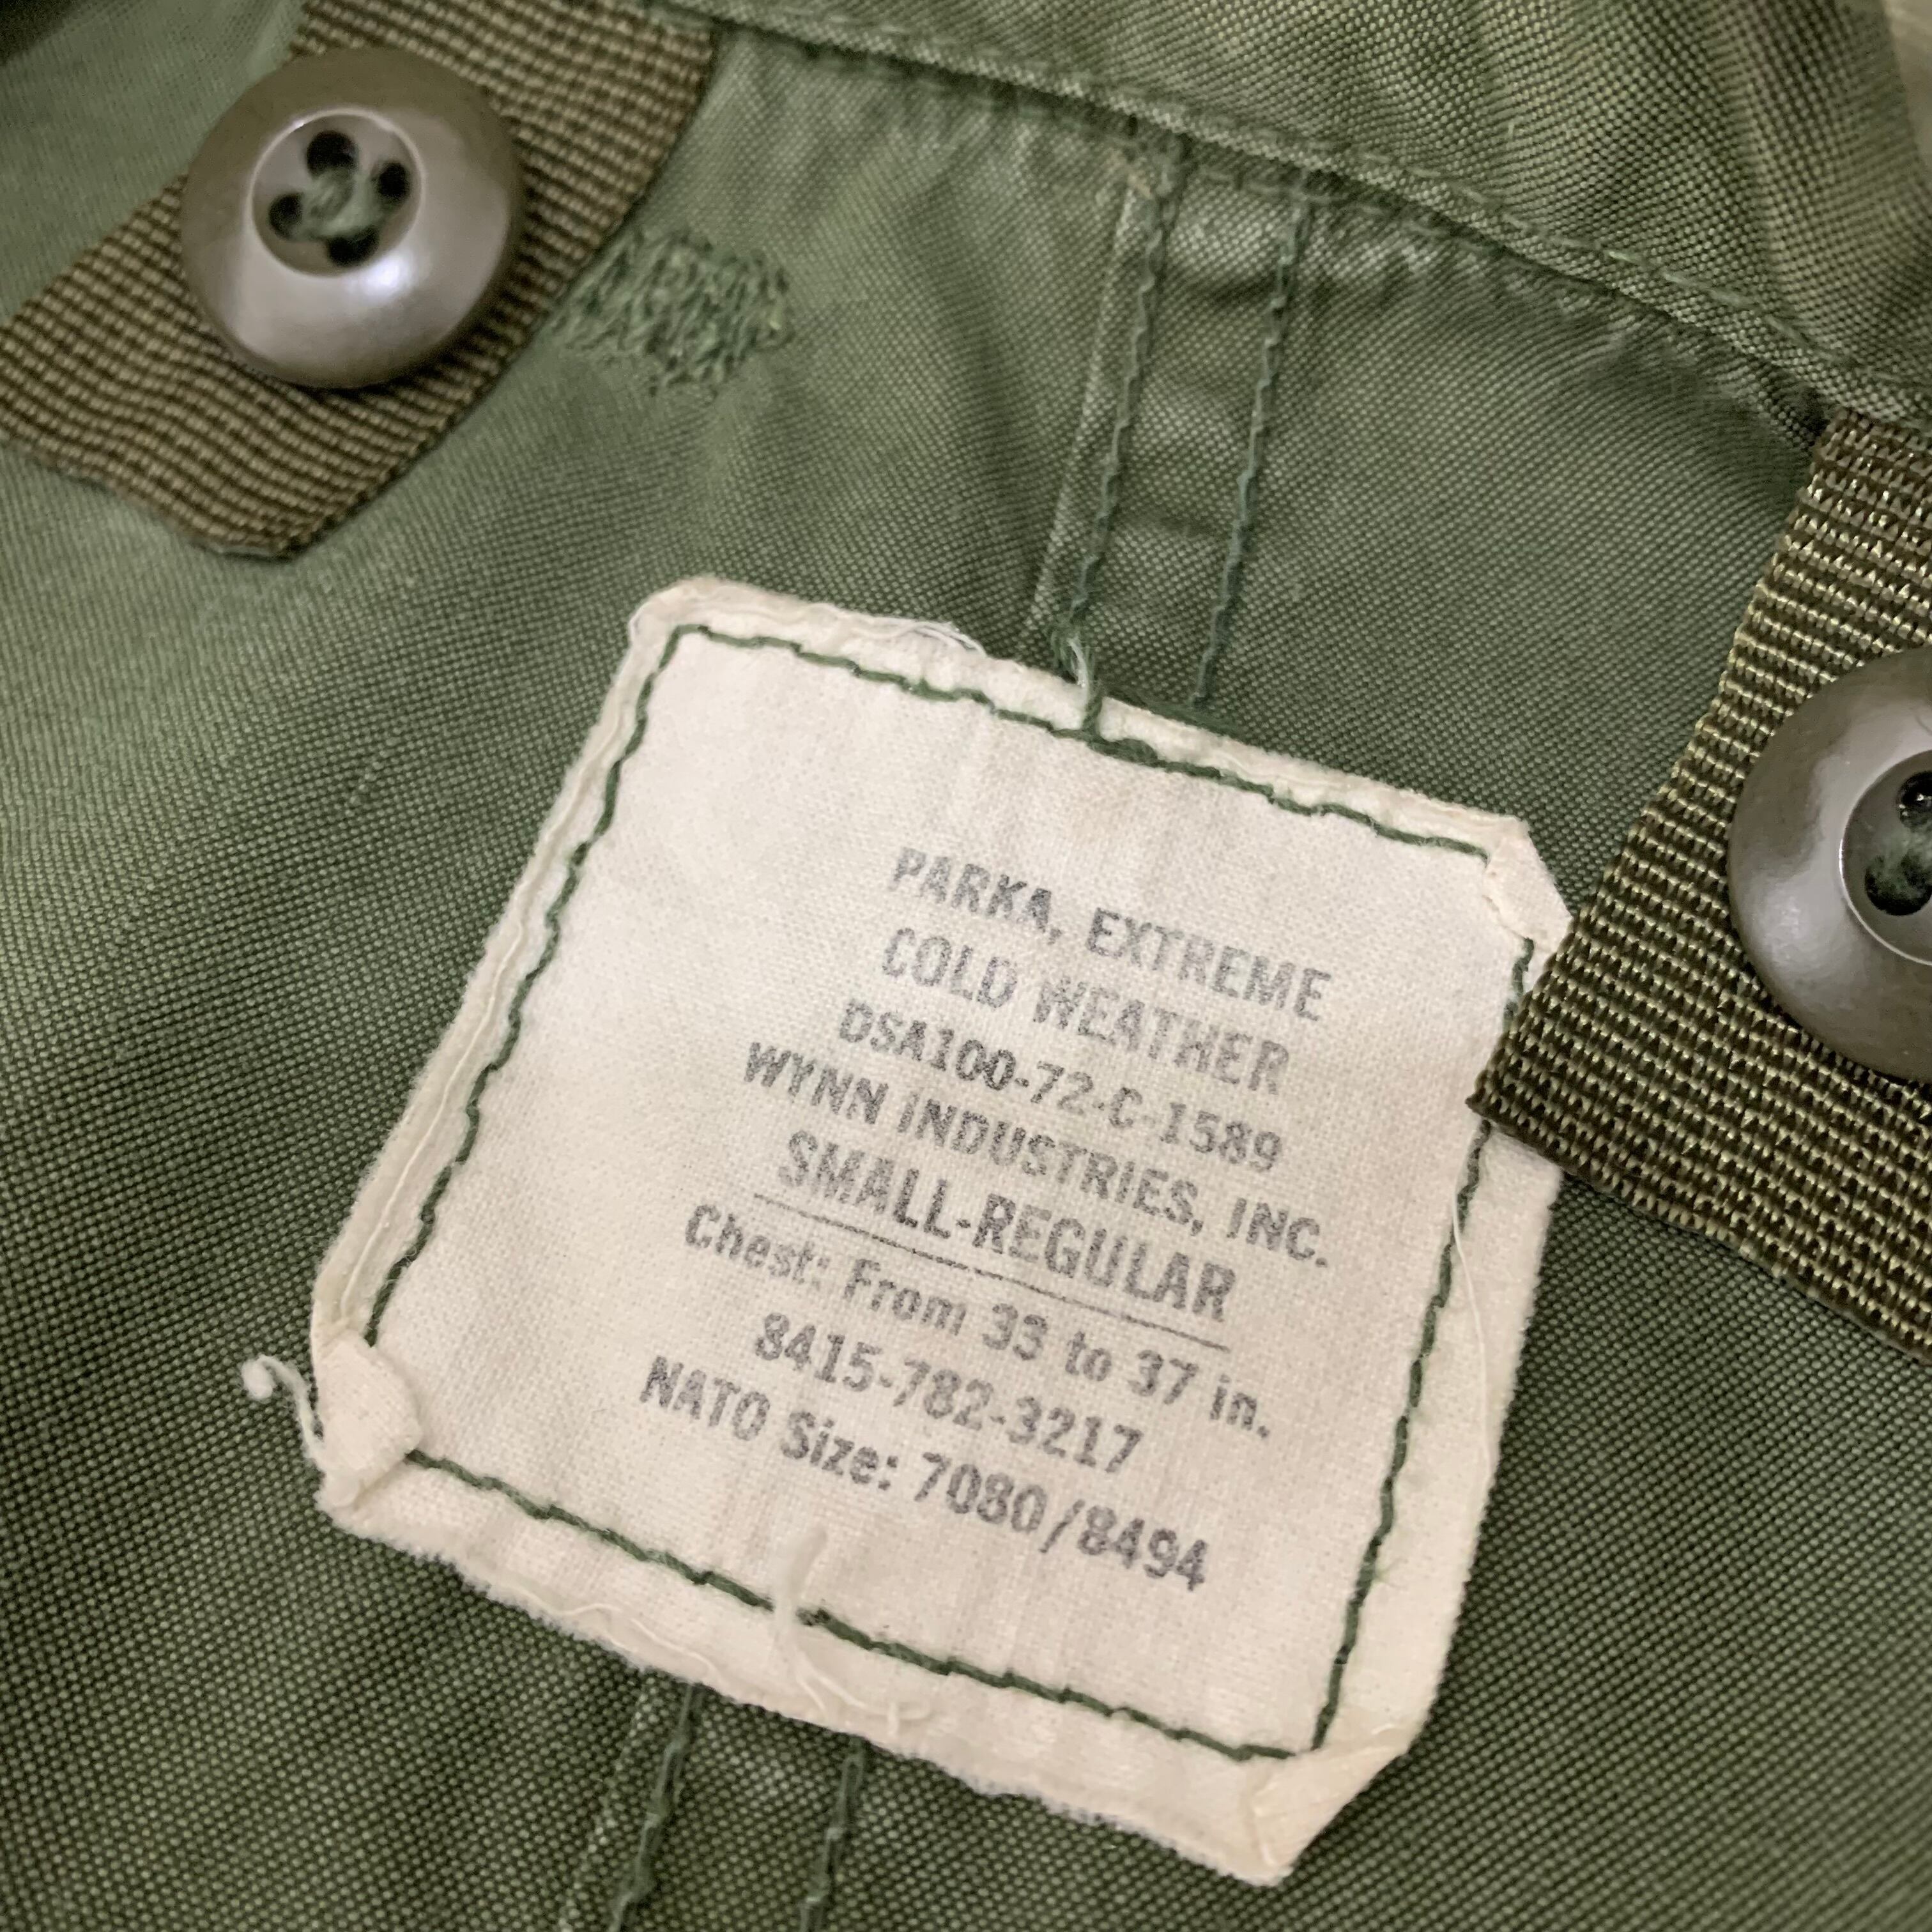 PARKA, EXTREME
COLD WEATHER
DSA100-72-C-1589
WYNN INDUSTRIES, INC.
SMALL-REGULAR
Chest: From 33 to 37 in.
8415-782-3217
NATO Size: 7080/8494